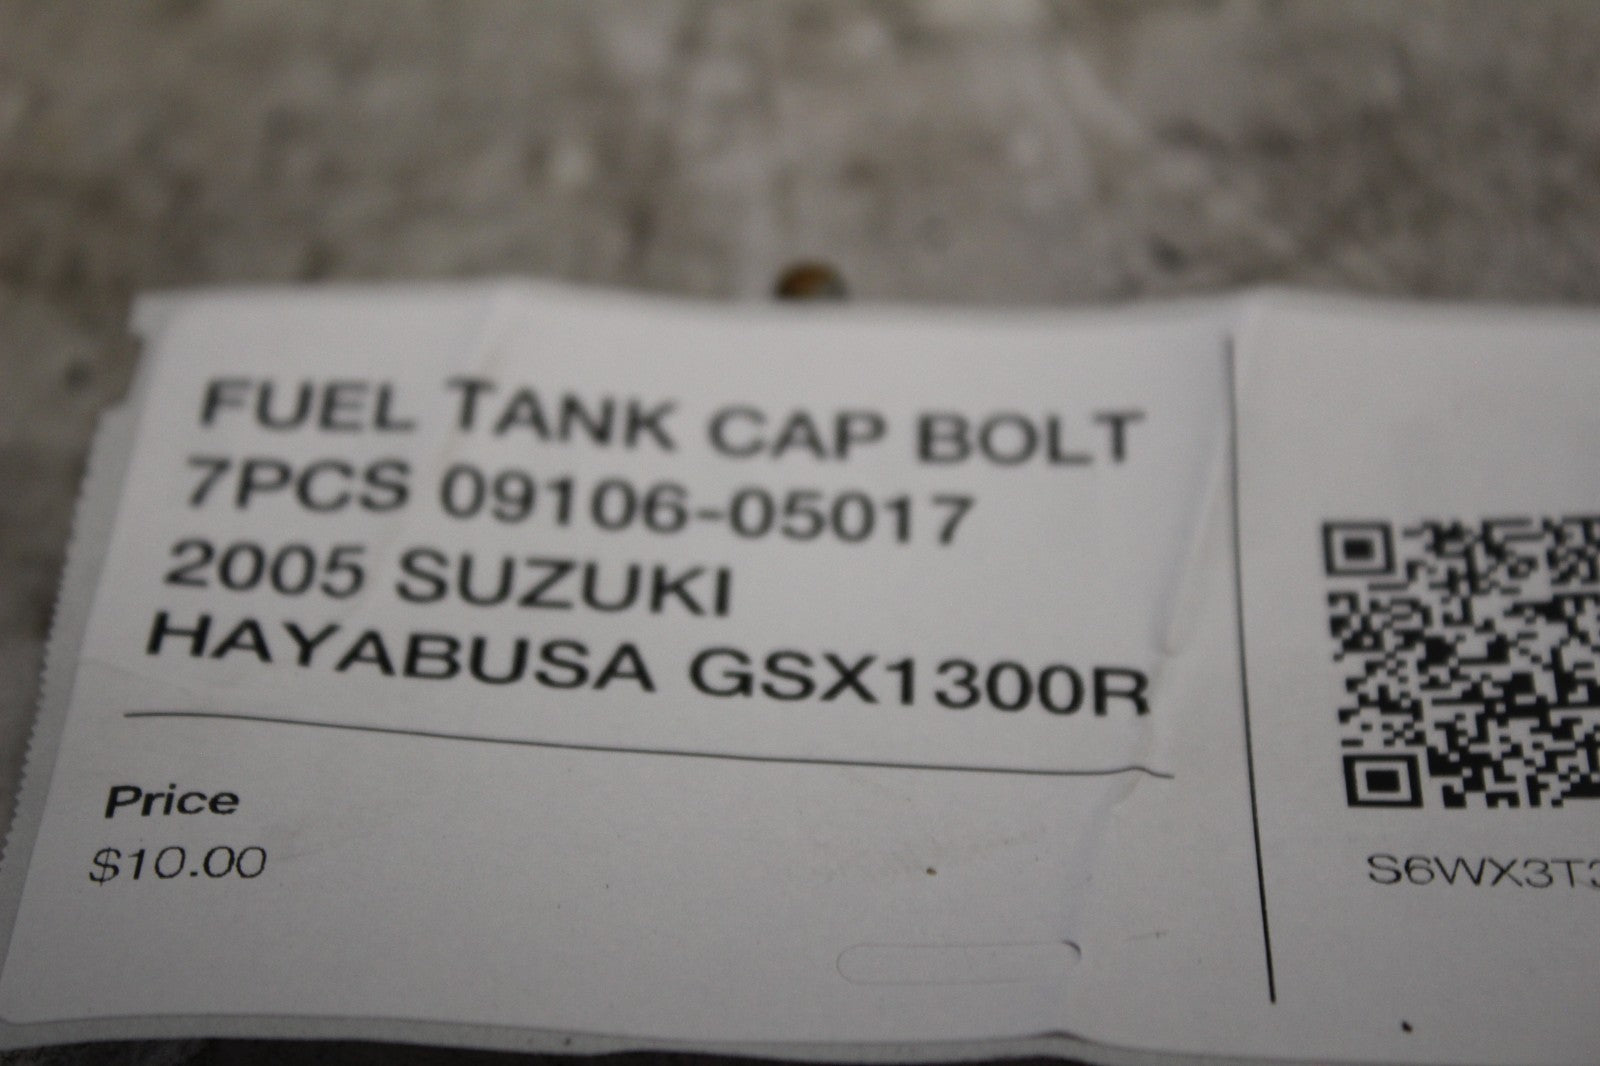 FUEL TANK CAP BOLT
7PCS 09106-05017
2005 SUZUKI
HAYABUSA GSX1300R
Price
$10.00